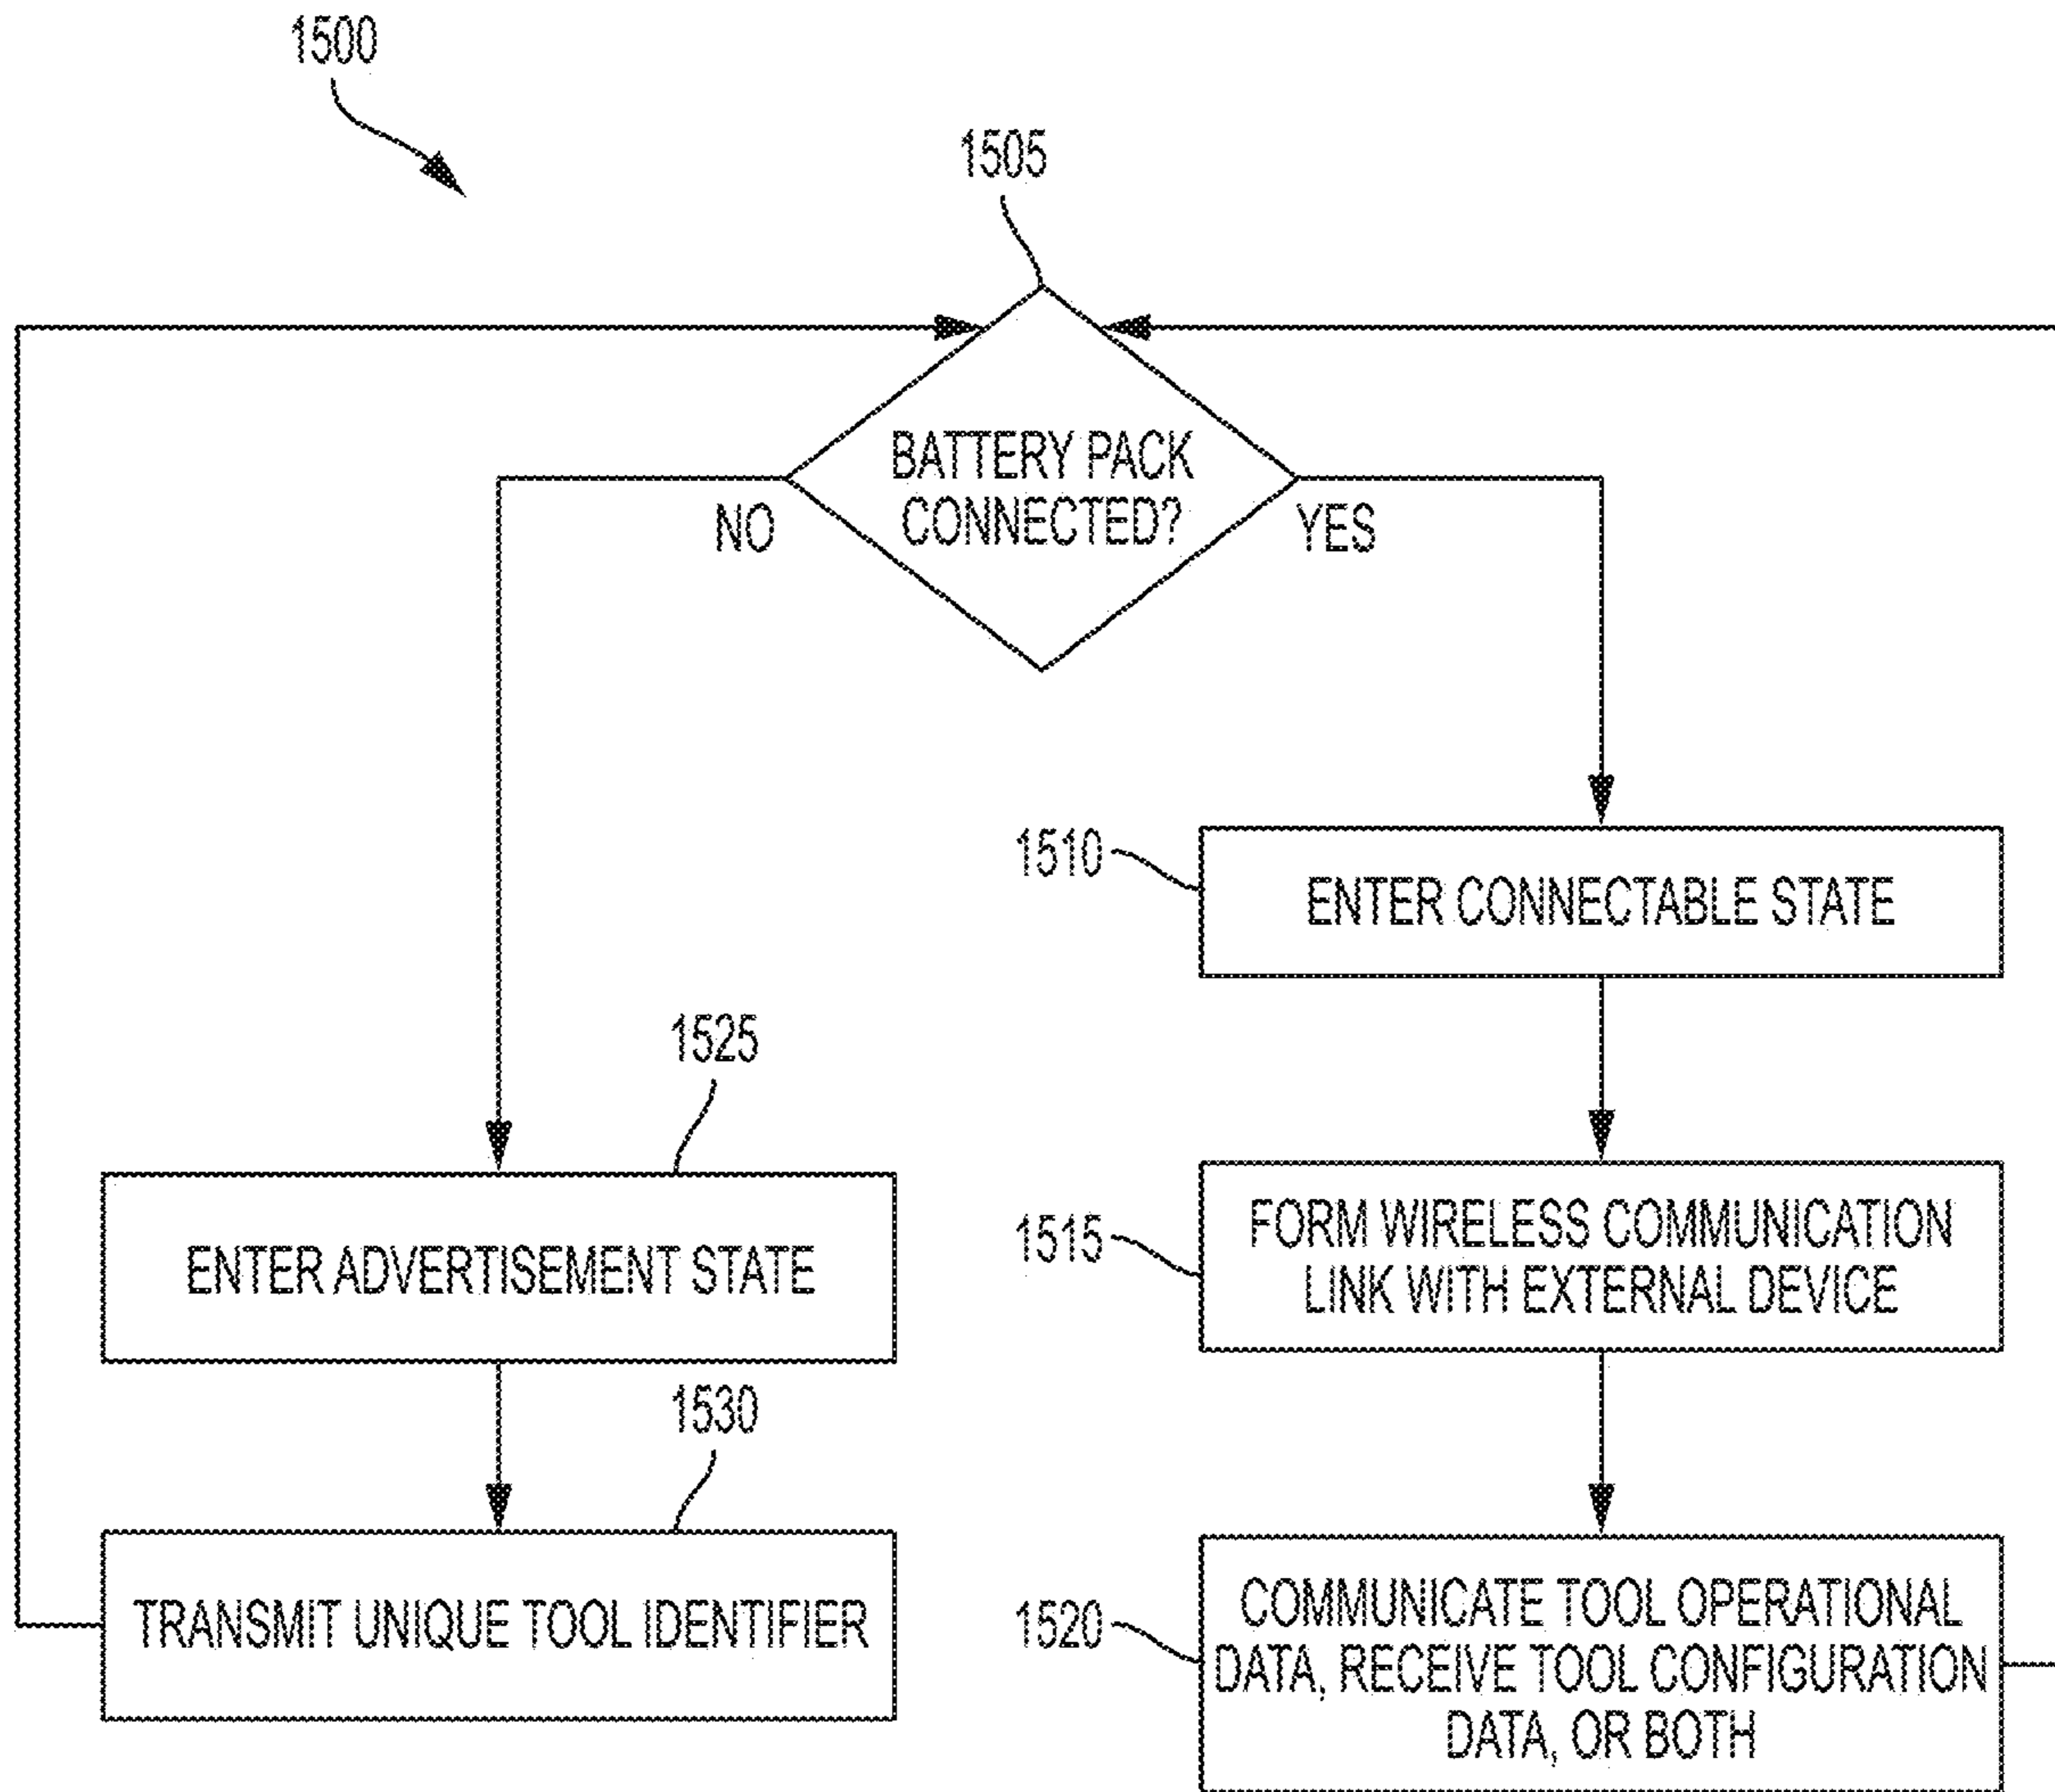 1500
1505
BATTERY PACK
CONNECTED?
NO
YES
1510
ENTER CONNECTABLE STATE
1525
ENTER ADVERTISEMENT STATE
1515
FORM WIRELESS COMMUNICATION
LINK WITH EXTERNAL DEVICE
1530
TRANSMIT UNIQUE TOOL IDENTIFIER
1520
COMMUNICATE TOOL OPERATIONAL
DATA, RECEIVE TOOL CONFIGURATION
DATA, OR BOTH